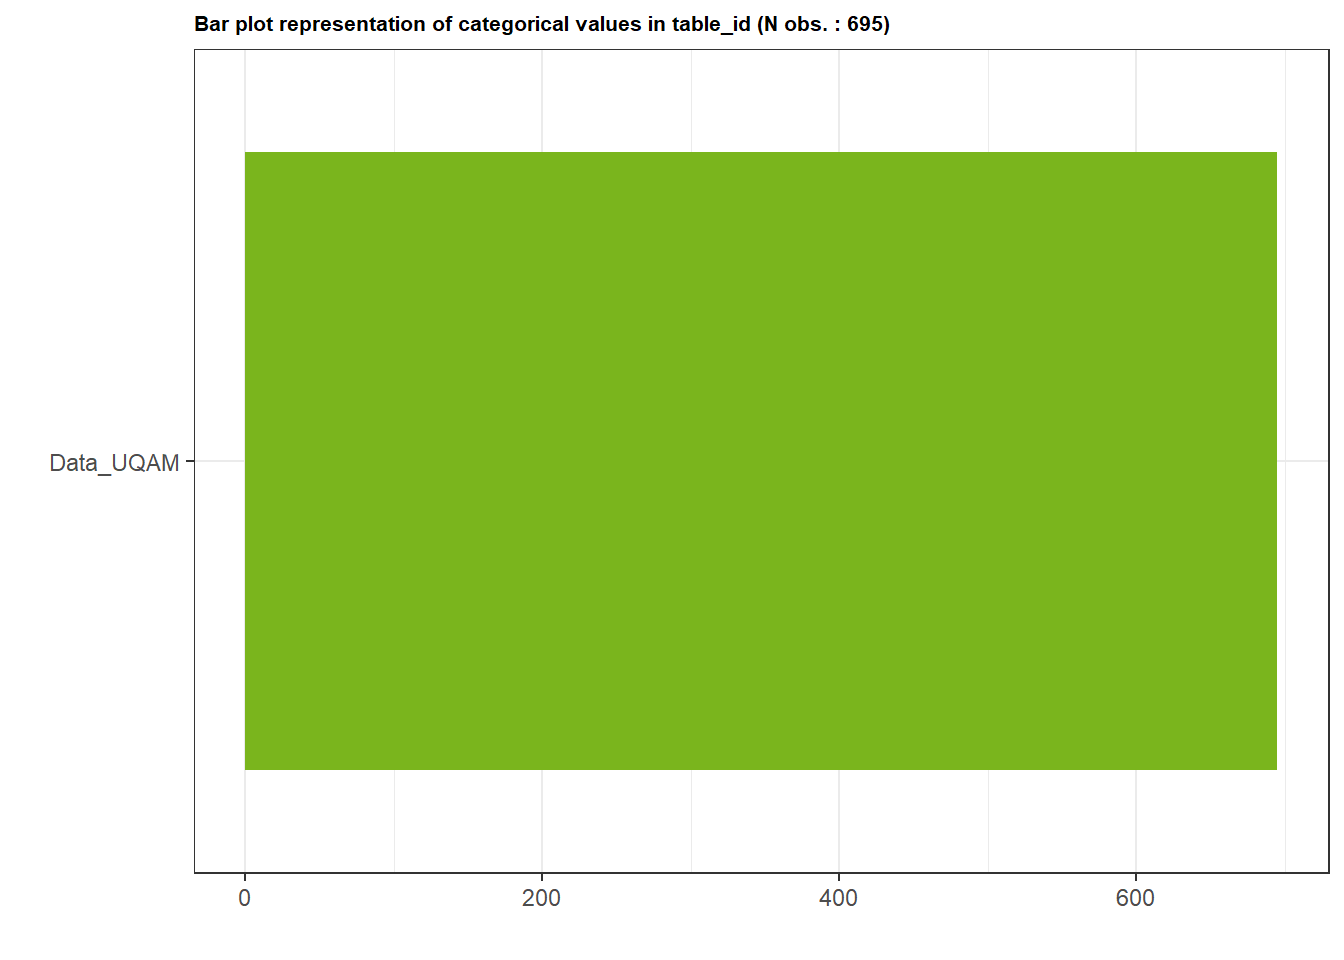 Bar plot representation of categorical values in table_id (N obs. : 695)
Data_UQAM
0 200 400 600